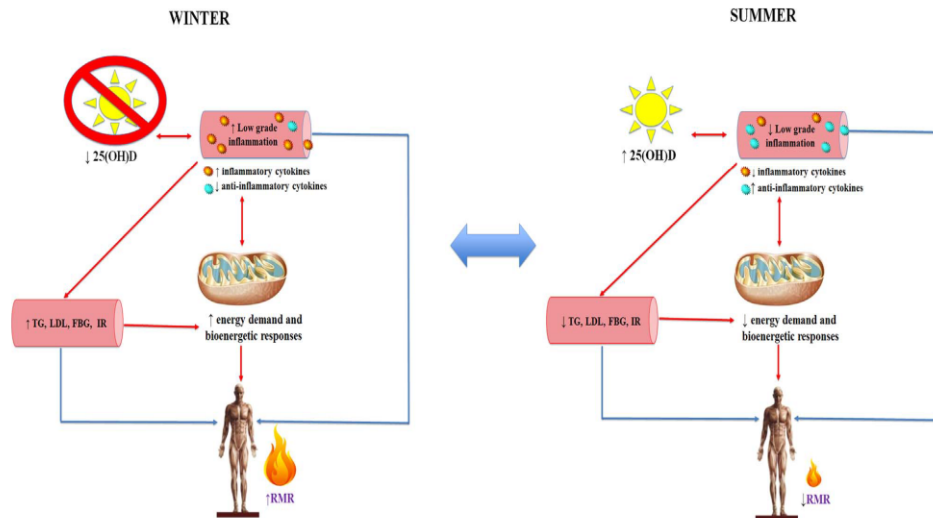 WINTER
↓ 25(OH)D
↑ Low grade
inflammation
↑ inflammatory cytokines
↓ anti-inflammatory cytokines
↑ TG, LDL, FBG, IR
↑ energy demand and
bioenergetic responses
↑RMR
SUMMER
↑ 25(OH)D
↓ Low grade
inflammation
↓ inflammatory cytokines
↑ anti-inflammatory cytokines
↓ TG, LDL, FBG, IR
↓ energy demand and
bioenergetic responses
↓RMR